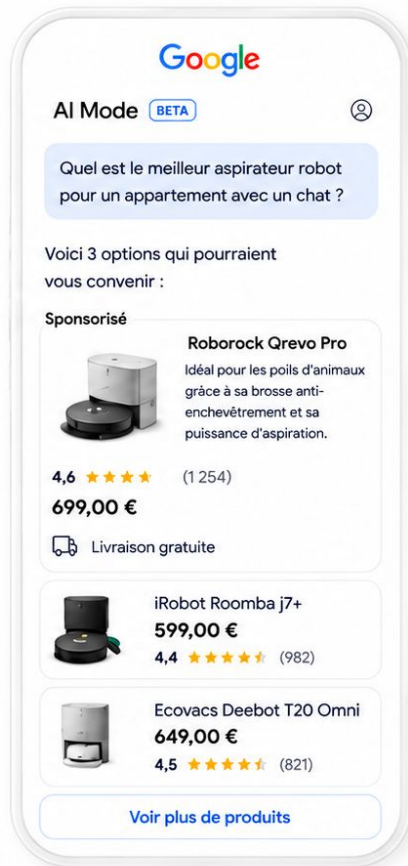 Google
AI Mode BETA
Quel est le meilleur aspirateur robot
pour un appartement avec un chat ?
Voici 3 options qui pourraient
vous convenir :
Sponsorisé
Roborock Qrevo Pro
Idéal pour les poils d'animaux
grâce à sa brosse anti-
enchevêtrement et sa
puissance d'aspiration.
4,6 (1 254)
699,00 €
Livraison gratuite
iRobot Roomba j7+
599,00 €
4,4 (982)
Ecovacs Deebot T20 Omni
649,00 €
4,5 (821)
Voir plus de produits